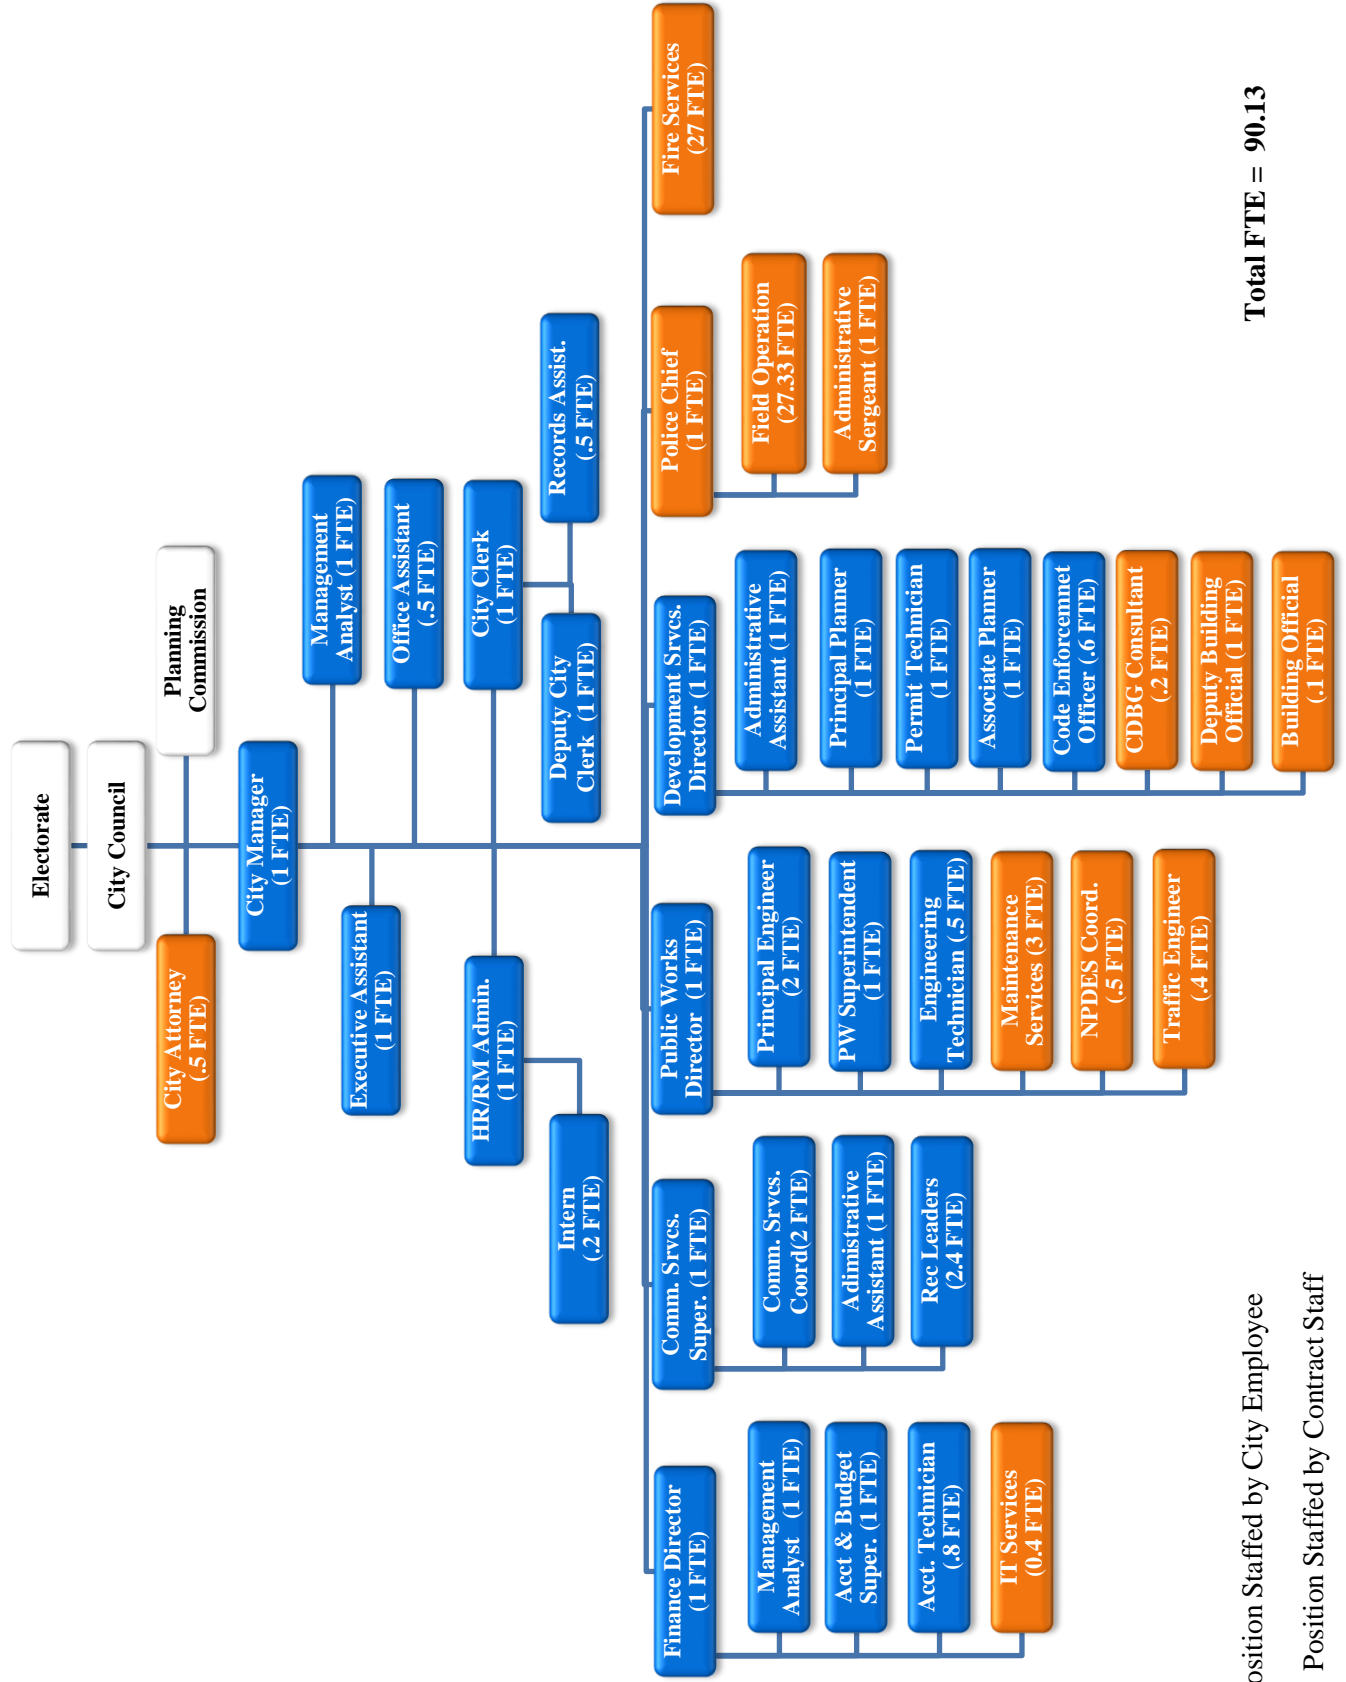 Electorate
City Council
Planning
Commission
City Attorney
(.5 FTE)
City Manager
(1 FTE)
Management
Analyst (1 FTE)
Executive Assistant
(1 FTE)
Office Assistant
(.5 FTE)
HR/RM Admin.
(1 FTE)
City Clerk
(1 FTE)
Intern
(.2 FTE)
Deputy City
Clerk (1 FTE)
Records Assist.
(.5 FTE)
Finance Director
(1 FTE)
Management
Analyst (1 FTE)
Acct & Budget
Super. (1 FTE)
Acct. Technician
(.8 FTE)
IT Services
(0.4 FTE)
Comm. Srvcs.
Super. (1 FTE)
Comm. Srvcs.
Coord(2 FTE)
Adimistrative
Assistant (1 FTE)
Rec Leaders
(2.4 FTE)
Public Works
Director (1 FTE)
Principal Engineer
(2 FTE)
PW Superintendent
(1 FTE)
Engineering
Technician (.5 FTE)
Maintenance
Services (3 FTE)
NPDES Coord.
(.5 FTE)
Traffic Engineer
(.4 FTE)
Development Srvcs.
Director (1 FTE)
Administrative
Assistant (1 FTE)
Principal Planner
(1 FTE)
Permit Technician
(1 FTE)
Associate Planner
(1 FTE)
Code Enforcemnet
Officer (.6 FTE)
CDBG Consultant
(.2 FTE)
Deputy Building
Official (1 FTE)
Building Official
(.1 FTE)
Police Chief
(1 FTE)
Field Operation
(27.33 FTE)
Administrative
Sergeant (1 FTE)
Fire Services
(27 FTE)
osition Staffed by City Employee
Position Staffed by Contract Staff
Total FTE = 90.13